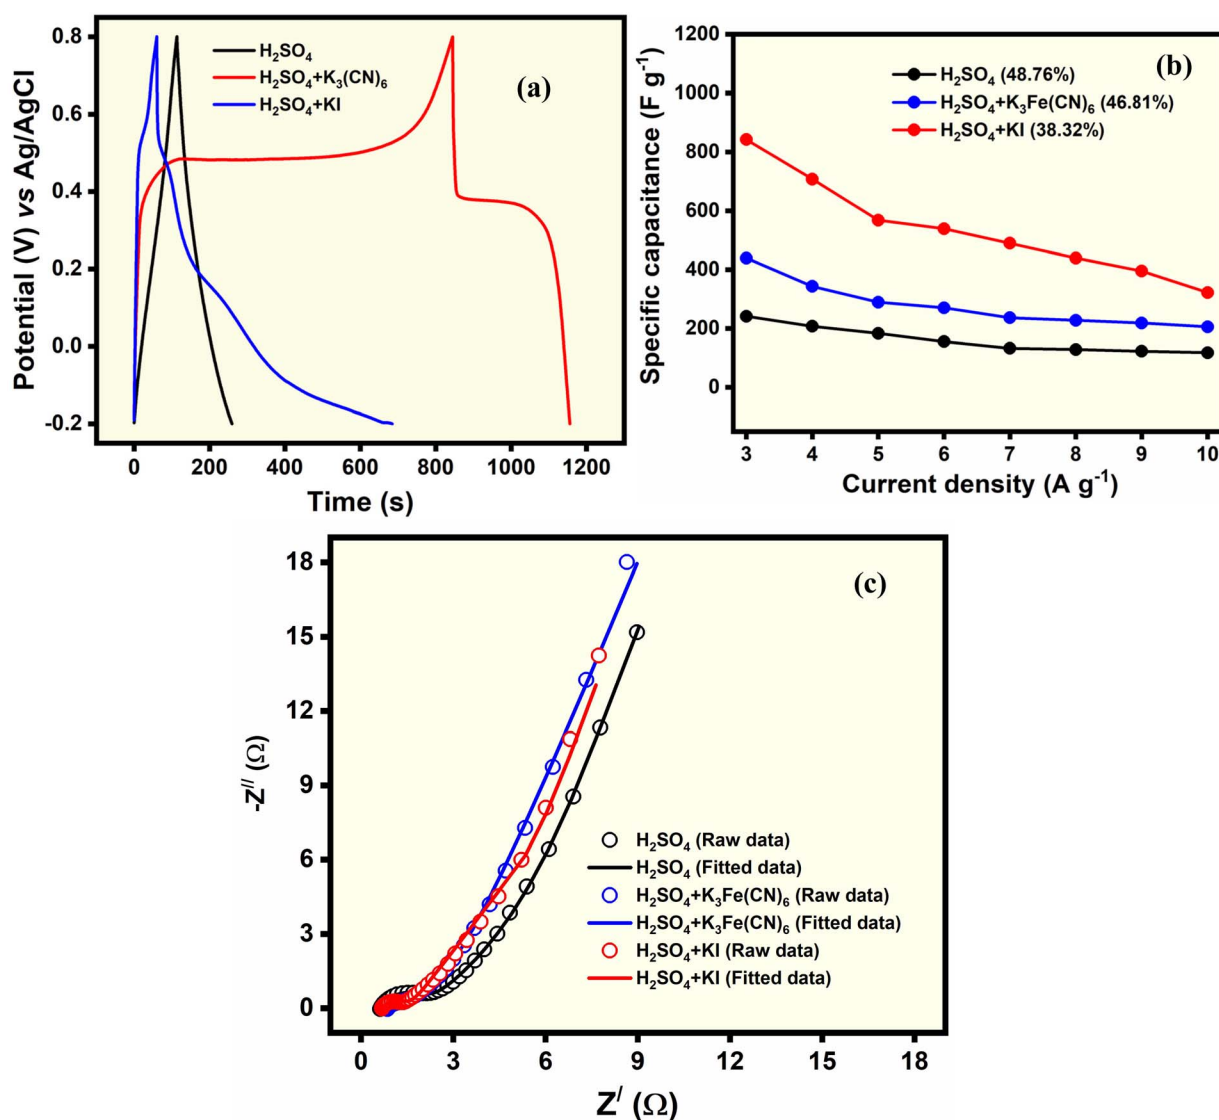 (a)
H₂SO₄
H₂SO₄+K₃(CN)₆
H₂SO₄+KI
Potential (V) vs Ag/AgCl
0.8
0.6
0.4
0.2
0.0
-0.2
0 200 400 600 800 1000 1200
Time (s)
(b)
H₂SO₄ (48.76%)
H₂SO₄+K₃Fe(CN)₆ (46.81%)
H₂SO₄+KI (38.32%)
Specific capacitance (F g⁻¹)
1200
1000
800
600
400
200
0
3 4 5 6 7 8 9 10
Current density (A g⁻¹)
(c)
-Z// (Ω)
18
15
12
9
6
3
0
H₂SO₄ (Raw data)
H₂SO₄ (Fitted data)
H₂SO₄+K₃Fe(CN)₆ (Raw data)
H₂SO₄+K₃Fe(CN)₆ (Fitted data)
H₂SO₄+KI (Raw data)
H₂SO₄+KI (Fitted data)
0 3 6 9 12 15 18
Z/ (Ω)